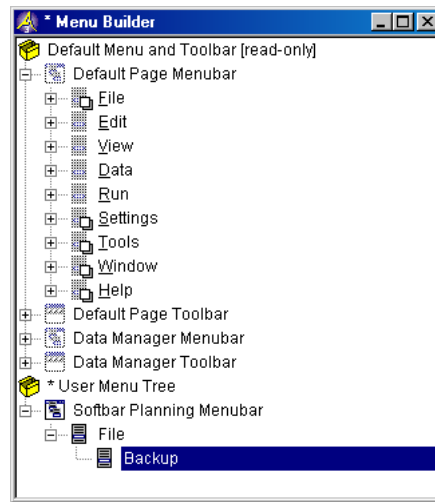 * Menu Builder
Default Menu and Toolbar [read-only]
Default Page Menubar
File
Edit
View
Data
Run
Settings
Tools
Window
Help
Default Page Toolbar
Data Manager Menubar
Data Manager Toolbar
* User Menu Tree
Softbar Planning Menubar
File
Backup